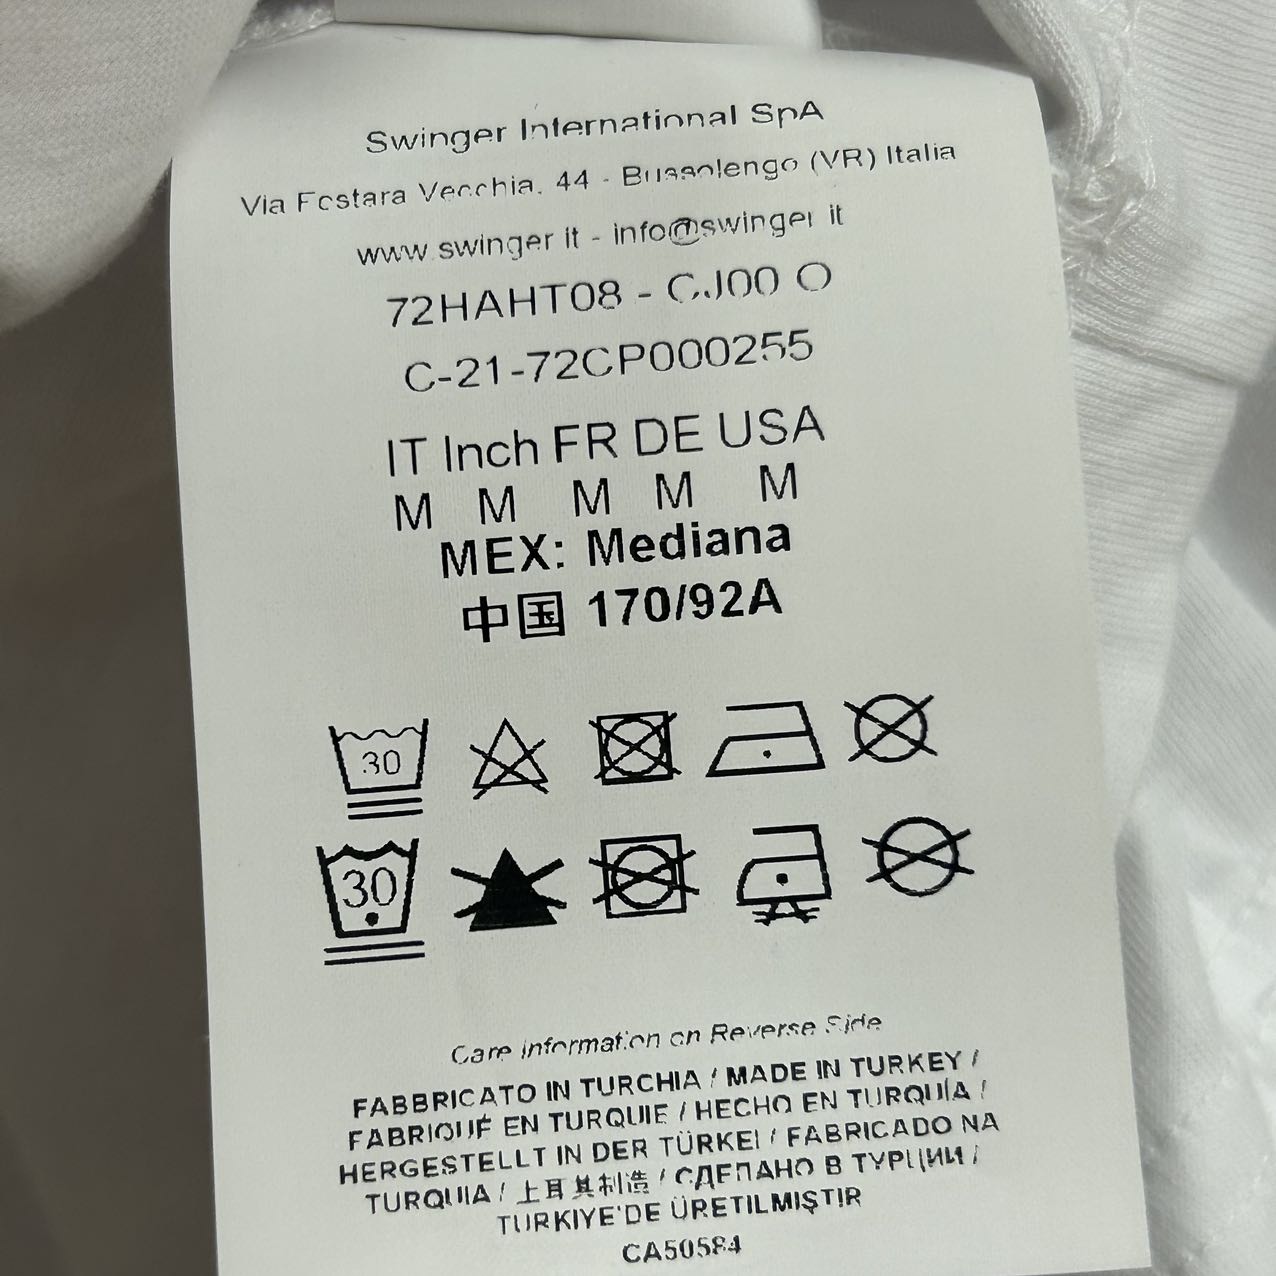 Swinger International SpA
Via Festara Vecchia, 44 - Bussolengo (VR) Italia
www.swinger.it - info@swinger.it
72HAHT08 - CJ00 O
C-21-72CP000255
IT Inch FR DE USA
M M M M M
MEX: Mediana
中国 170/92A
30
30
Care information on Reverse Side
FABBRICATO IN TURCHIA / MADE IN TURKEY /
FABRIQUÉ EN TURQUIE / HECHO EN TURQUÍA /
HERGESTELLT IN DER TÜRKEI / FABRICADO NA
TURQUIA / 土耳其制造 / СДЕЛАНО В ТУРЦИИ /
TÜRKIYE'DE ÜRETILMIŞTIR
CA50584